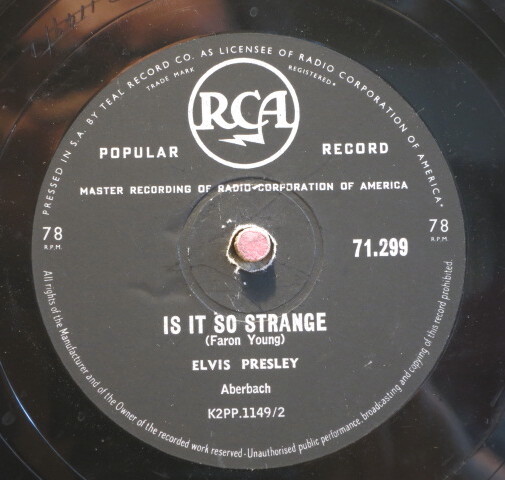 PRESSED IN S.A. BY TEAL RECORD CO. AS LICENSEE OF RADIO CORPORATION OF AMERICA.
TRADE MARK
REGISTERED
RCA
POPULAR RECORD
MASTER RECORDING OF RADIO CORPORATION OF AMERICA
78
R.P.M.
78
R.P.M.
71.299
IS IT SO STRANGE
(Faron Young)
ELVIS PRESLEY
Aberbach
K2PP.1149/2
All rights of the Manufacturer and of the Owner of the recorded work reserved - Unauthorised public performance, broadcasting and copying of this record prohibited.